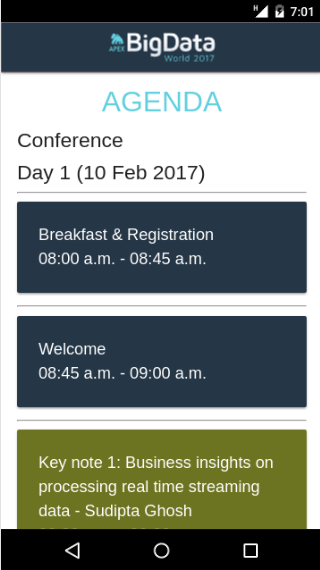 H
7:01
APEX BigData
World 2017
AGENDA
Conference
Day 1 (10 Feb 2017)
Breakfast & Registration
08:00 a.m. - 08:45 a.m.
Welcome
08:45 a.m. - 09:00 a.m.
Key note 1: Business insights on
processing real time streaming
data - Sudipta Ghosh